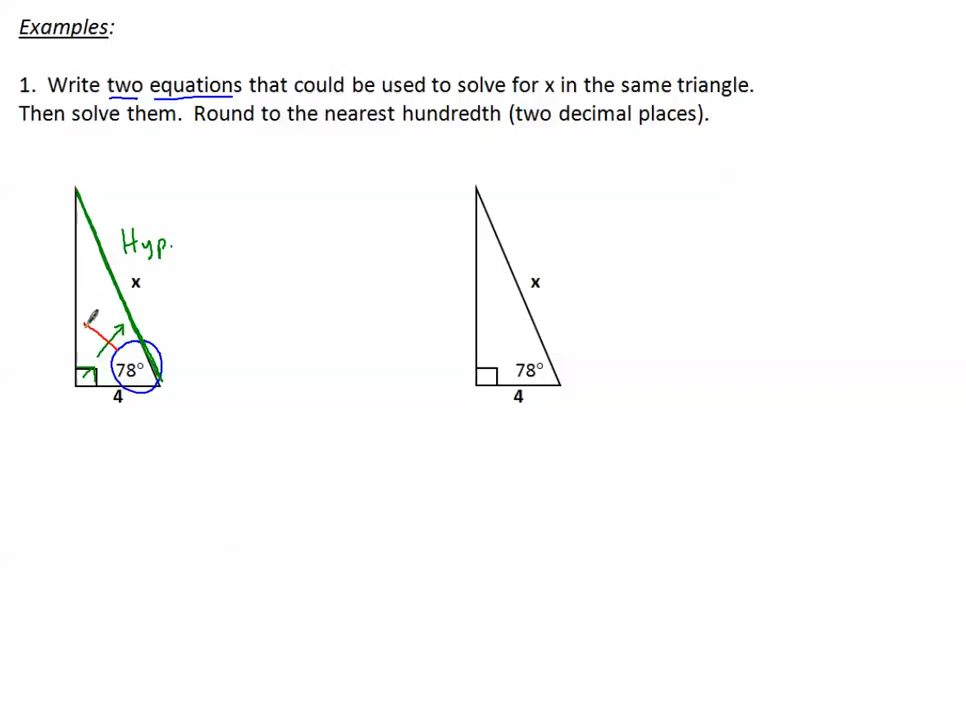 Examples:
1. Write two equations that could be used to solve for x in the same triangle.
Then solve them. Round to the nearest hundredth (two decimal places).
Hyp.
x
78°
4
x
78°
4